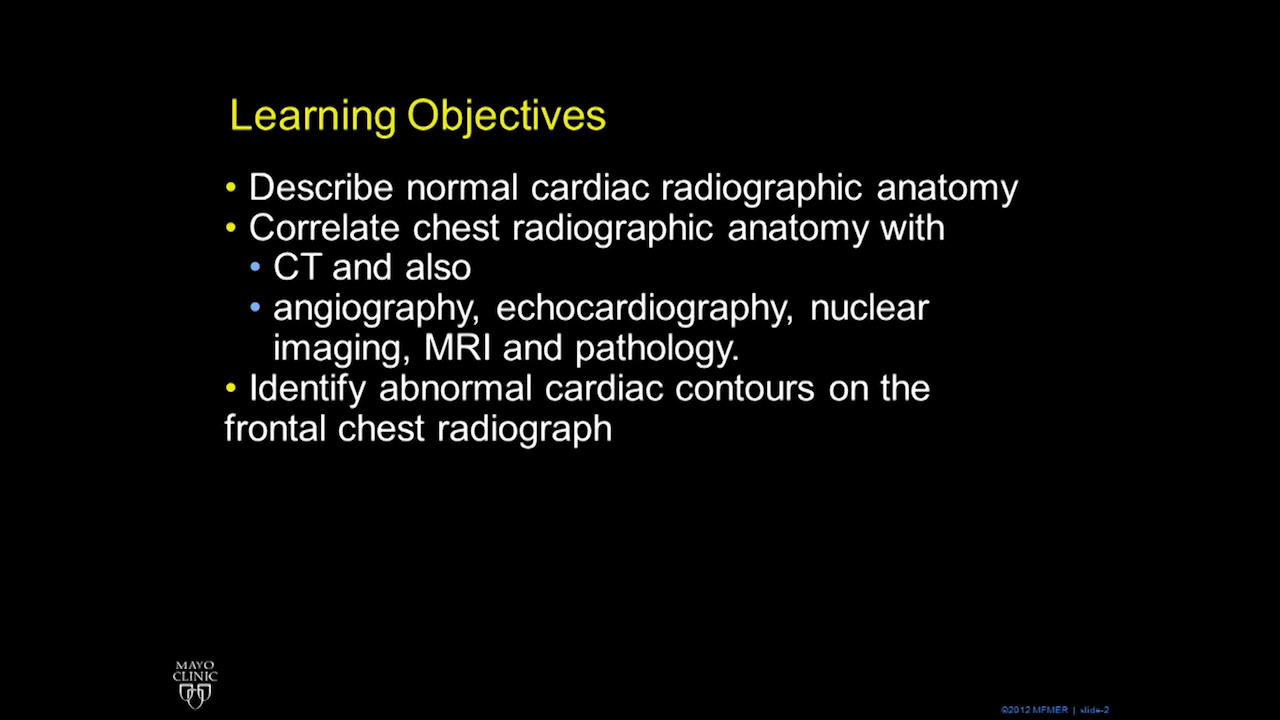 Learning Objectives
• Describe normal cardiac radiographic anatomy
• Correlate chest radiographic anatomy with
• CT and also
• angiography, echocardiography, nuclear
imaging, MRI and pathology.
• Identify abnormal cardiac contours on the
frontal chest radiograph
MAYO
CLINIC
©2012 MFMER | slide-2